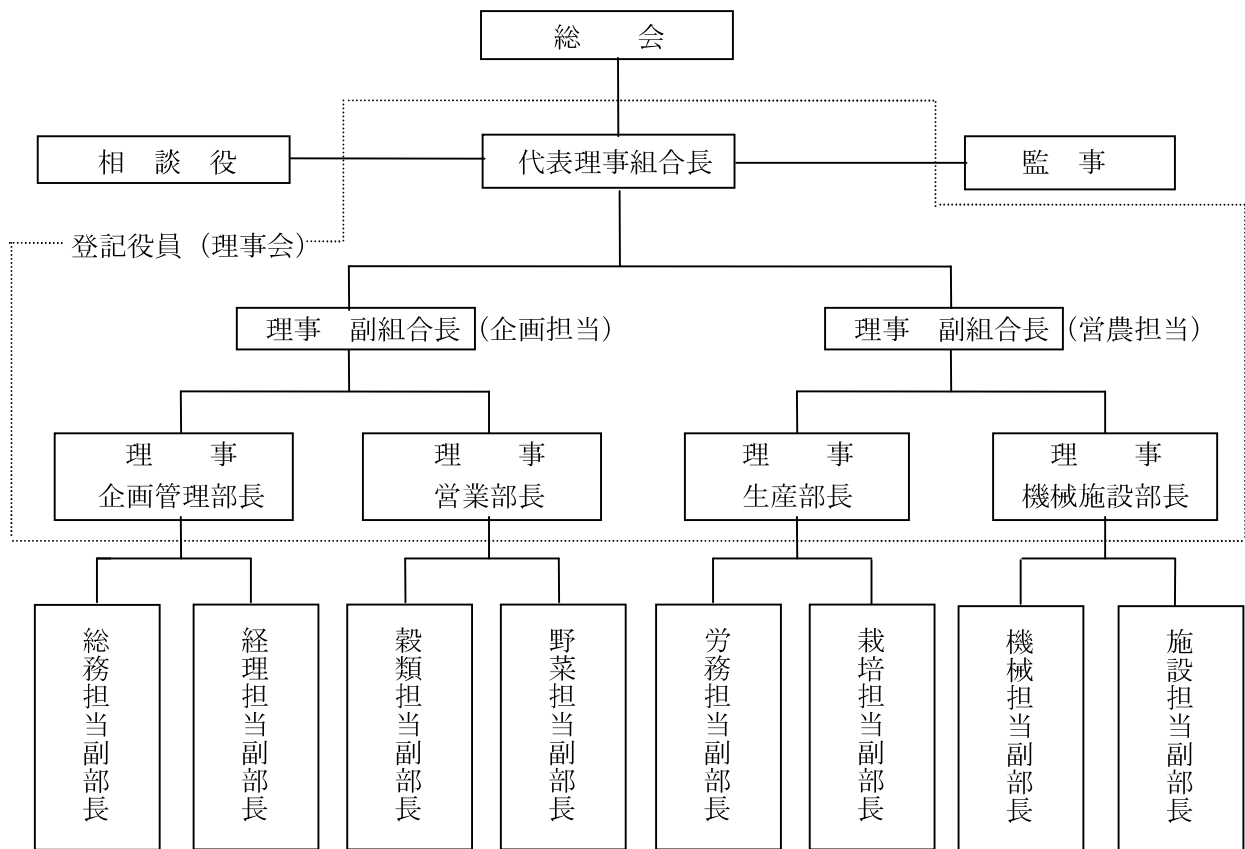 総　　会
相　談　役
代表理事組合長
監　事
登記役員（理事会）
理事　副組合長
(企画担当)
理事　副組合長
(営農担当)
理　　事
企画管理部長
理　　事
営業部長
理　　事
生産部長
理　　事
機械施設部長
総務担当副部長
経理担当副部長
穀類担当副部長
野菜担当副部長
労務担当副部長
栽培担当副部長
機械担当副部長
施設担当副部長